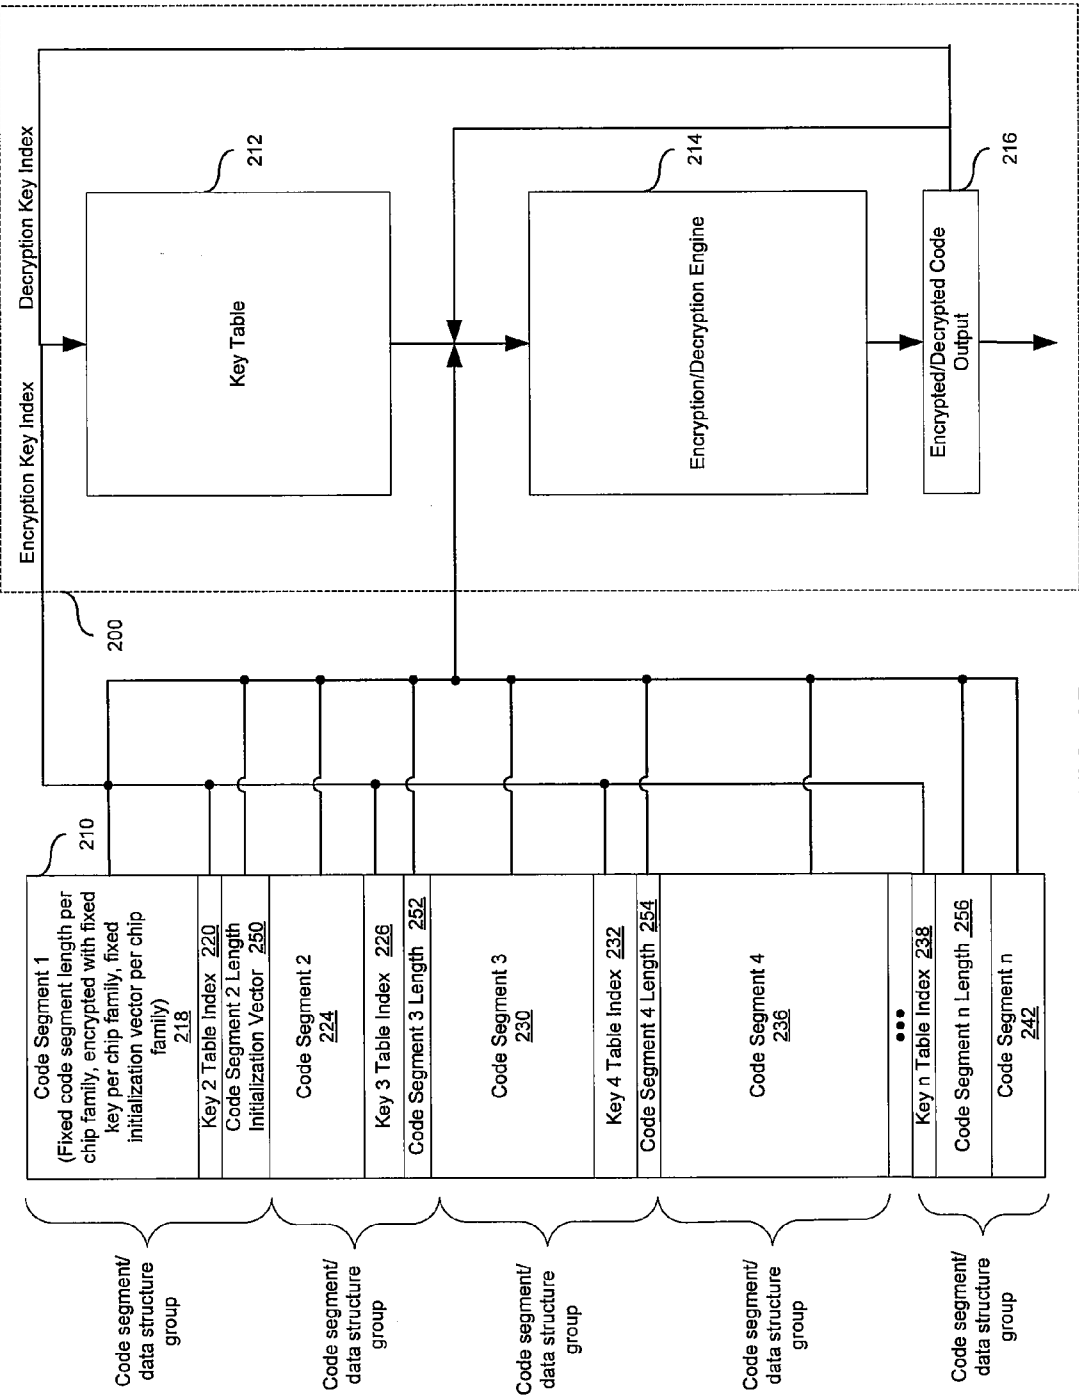 Code segment/
data structure
group
Code segment/
data structure
group
Code segment/
data structure
group
Code segment/
data structure
group
Code segment/
data structure
group
210
Code Segment 1
(Fixed code segment length per
chip family, encrypted with fixed
key per chip family, fixed
initialization vector per chip
family)
218
Key 2 Table Index 220
Code Segment 2 Length
Initialization Vector 250
Code Segment 2
224
Key 3 Table Index 226
Code Segment 3 Length 252
Code Segment 3
230
Key 4 Table Index 232
Code Segment 4 Length 254
Code Segment 4
236
•••
Key n Table Index 238
Code Segment n Length 256
Code Segment n
242
200
Encryption Key Index
Decryption Key Index
Key Table
212
Encryption/Decryption Engine
214
Encrypted/Decrypted Code
Output
216